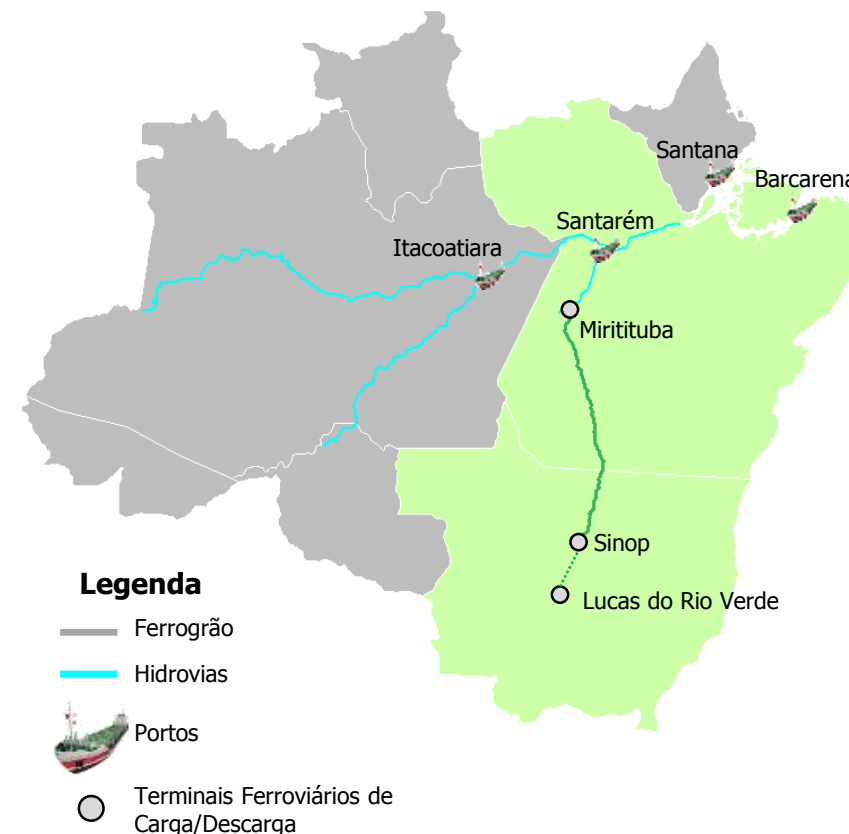 Santana
Barcarena
Santarém
Itacoatiara
Miritituba
Sinop
Lucas do Rio Verde
Legenda
Ferrogrão
Hidrovias
Portos
Terminais Ferroviários de
Carga/Descarga